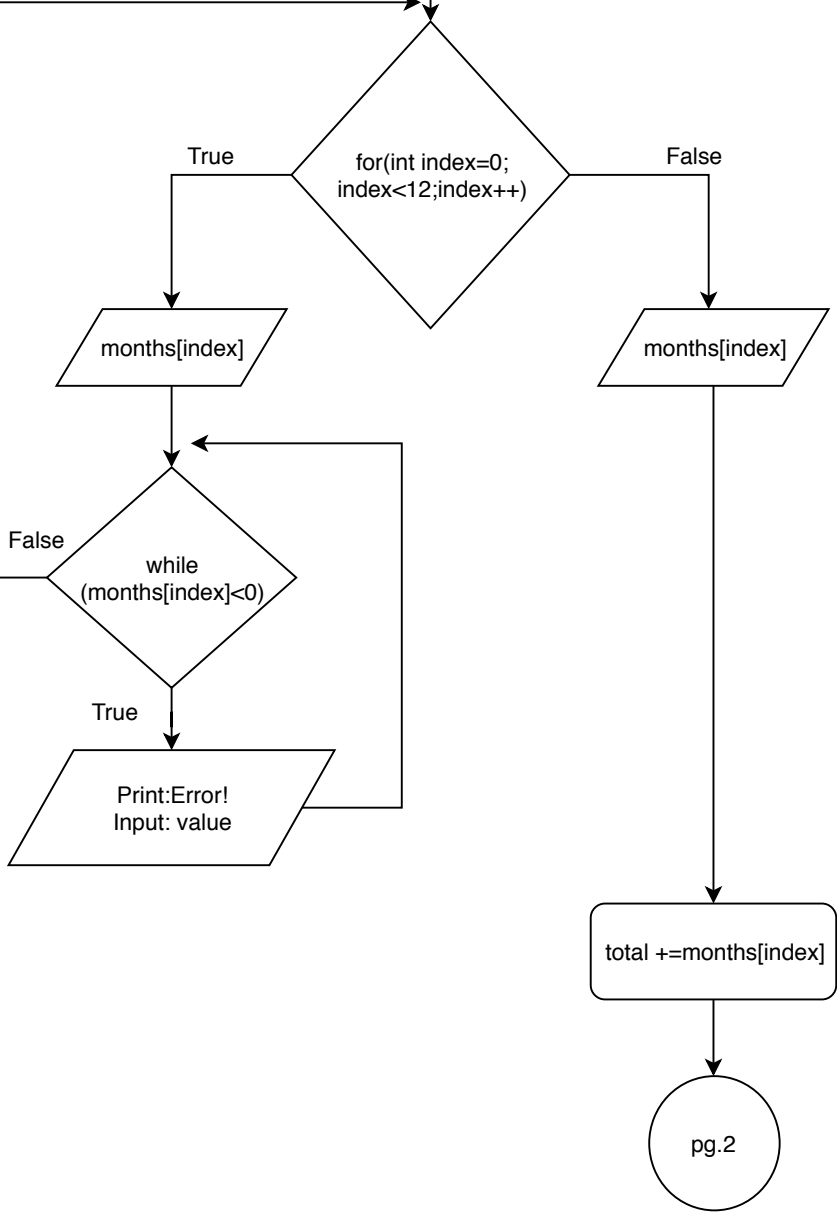 for(int index=0;
index<12;index++)
True
False
months[index]
months[index]
False
while
(months[index]<0)
True
Print:Error!
Input: value
total +=months[index]
pg.2